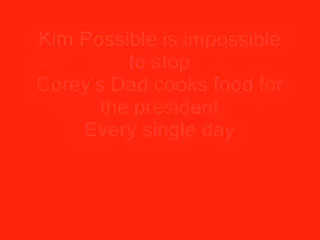 Kim Possible is impossible
to stop
Corey's Dad cooks food for
the president
Every single day